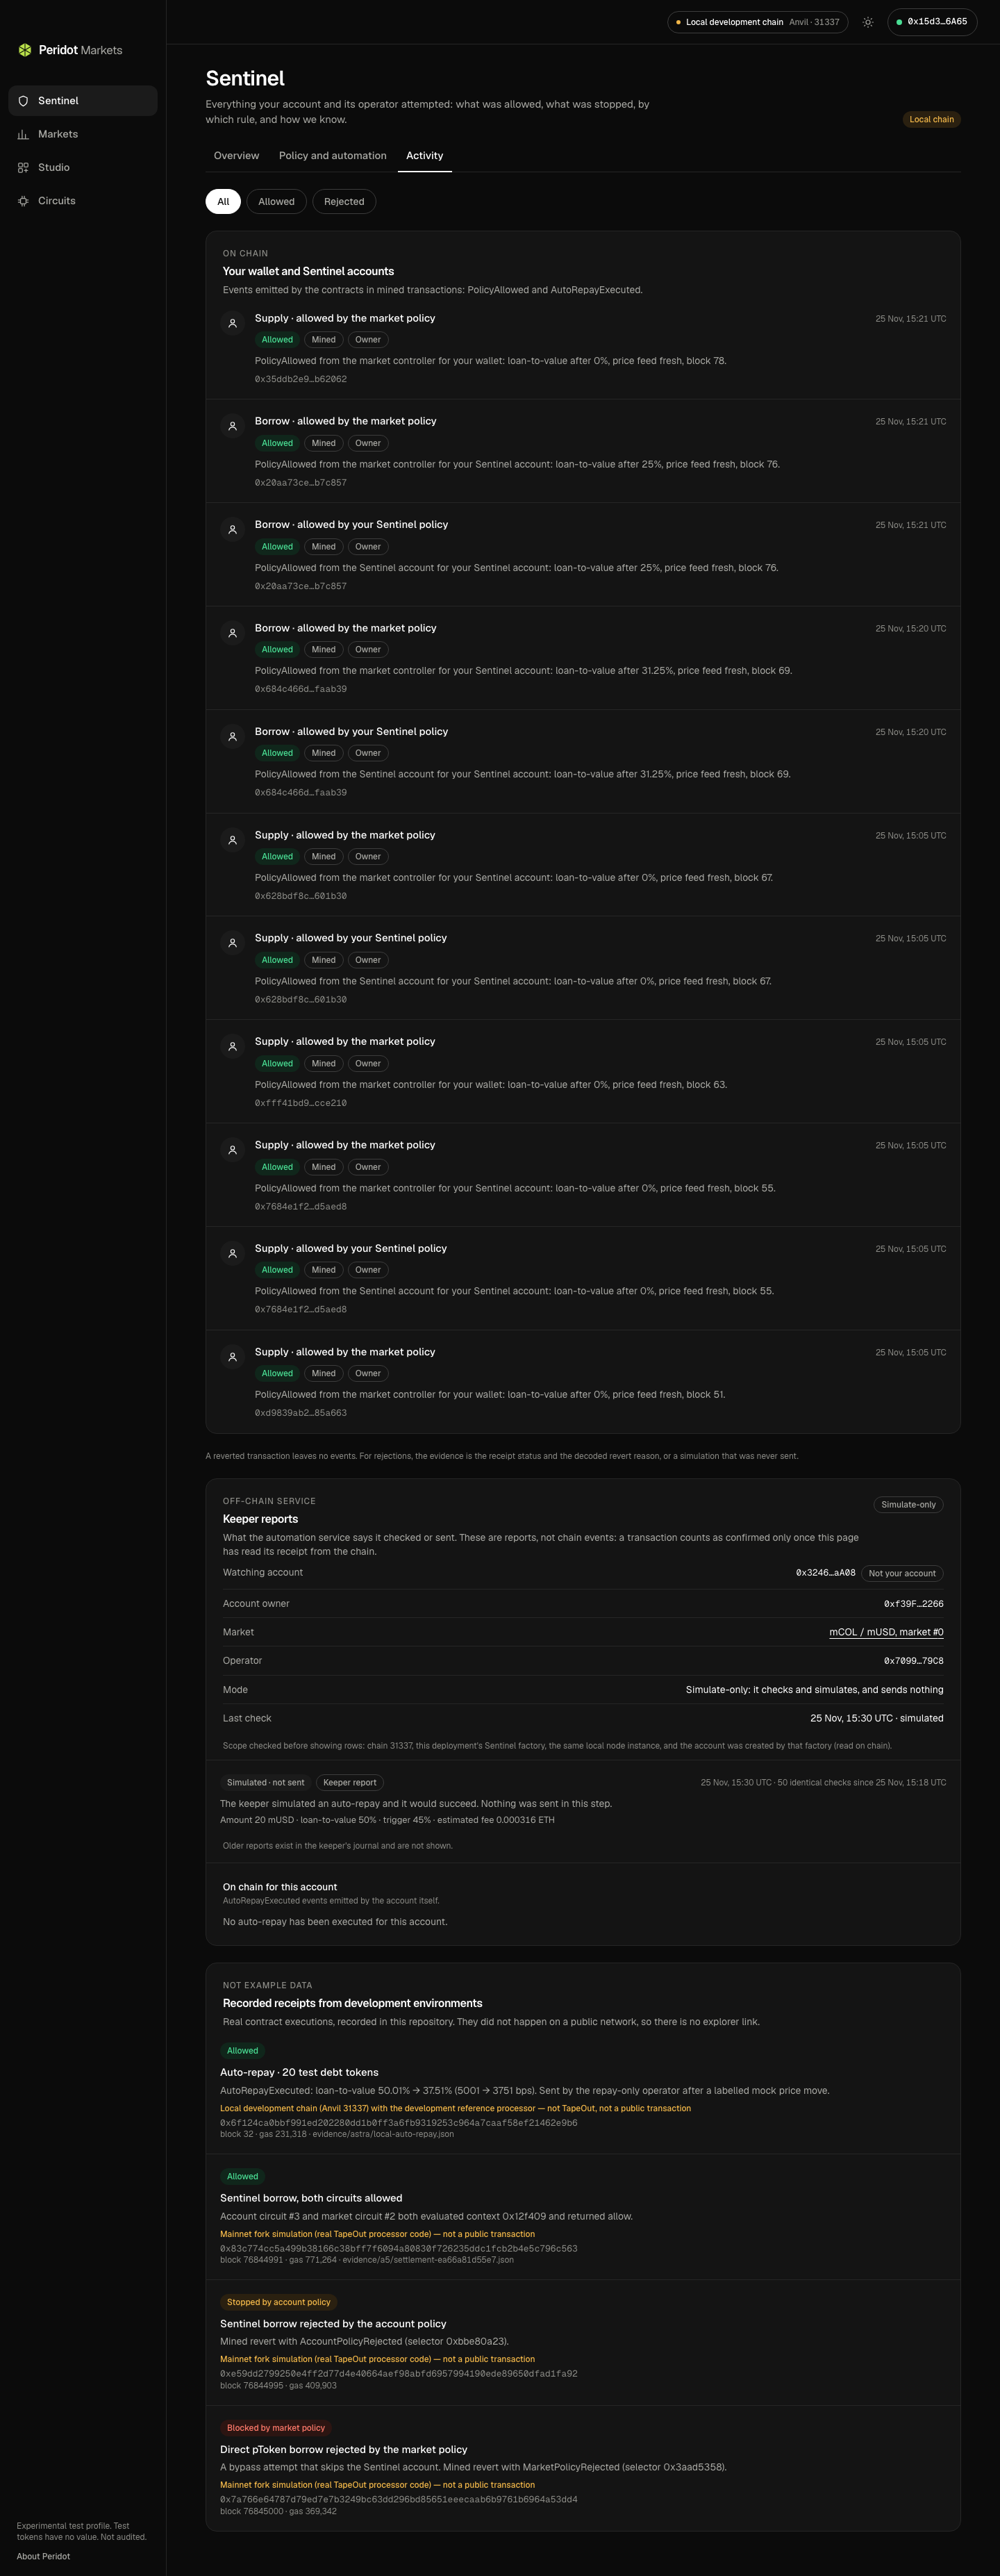 Peridot Markets
Local development chain Anvil · 31337
0x15d3…6A65
Sentinel
Markets
Studio
Circuits
Sentinel
Everything your account and its operator attempted: what was allowed, what was stopped, by
which rule, and how we know.
Local chain
Overview Policy and automation Activity
All Allowed Rejected
ON CHAIN
Your wallet and Sentinel accounts
Events emitted by the contracts in mined transactions: PolicyAllowed and AutoRepayExecuted.
Supply · allowed by the market policy 25 Nov, 15:21 UTC
Allowed Mined Owner
PolicyAllowed from the market controller for your wallet: loan-to-value after 0%, price feed fresh, block 78.
0x35ddb2e9…b62062
Borrow · allowed by the market policy 25 Nov, 15:21 UTC
Allowed Mined Owner
PolicyAllowed from the market controller for your Sentinel account: loan-to-value after 25%, price feed fresh, block 76.
0x20aa73ce…b7c857
Borrow · allowed by your Sentinel policy 25 Nov, 15:21 UTC
Allowed Mined Owner
PolicyAllowed from the Sentinel account for your Sentinel account: loan-to-value after 25%, price feed fresh, block 76.
0x20aa73ce…b7c857
Borrow · allowed by the market policy 25 Nov, 15:20 UTC
Allowed Mined Owner
PolicyAllowed from the market controller for your Sentinel account: loan-to-value after 31.25%, price feed fresh, block 69.
0x684c466d…faab39
Borrow · allowed by your Sentinel policy 25 Nov, 15:20 UTC
Allowed Mined Owner
PolicyAllowed from the Sentinel account for your Sentinel account: loan-to-value after 31.25%, price feed fresh, block 69.
0x684c466d…faab39
Supply · allowed by the market policy 25 Nov, 15:05 UTC
Allowed Mined Owner
PolicyAllowed from the market controller for your Sentinel account: loan-to-value after 0%, price feed fresh, block 67.
0x628bdf8c…601b30
Supply · allowed by your Sentinel policy 25 Nov, 15:05 UTC
Allowed Mined Owner
PolicyAllowed from the Sentinel account for your Sentinel account: loan-to-value after 0%, price feed fresh, block 67.
0x628bdf8c…601b30
Supply · allowed by the market policy 25 Nov, 15:05 UTC
Allowed Mined Owner
PolicyAllowed from the market controller for your wallet: loan-to-value after 0%, price feed fresh, block 63.
0xfff41bd9…cce210
Supply · allowed by the market policy 25 Nov, 15:05 UTC
Allowed Mined Owner
PolicyAllowed from the market controller for your Sentinel account: loan-to-value after 0%, price feed fresh, block 55.
0x7684e1f2…d5aed8
Supply · allowed by your Sentinel policy 25 Nov, 15:05 UTC
Allowed Mined Owner
PolicyAllowed from the Sentinel account for your Sentinel account: loan-to-value after 0%, price feed fresh, block 55.
0x7684e1f2…d5aed8
Supply · allowed by the market policy 25 Nov, 15:05 UTC
Allowed Mined Owner
PolicyAllowed from the market controller for your wallet: loan-to-value after 0%, price feed fresh, block 51.
0xd9839ab2…85a663
A reverted transaction leaves no events. For rejections, the evidence is the receipt status and the decoded revert reason, or a simulation that was never sent.
OFF-CHAIN SERVICE
Simulate-only
Keeper reports
What the automation service says it checked or sent. These are reports, not chain events: a transaction counts as confirmed only once this page
has read its receipt from the chain.
Watching account 0x3246…aA08 Not your account
Account owner 0xf39F…2266
Market mCOL / mUSD, market #0
Operator 0x7099…79C8
Mode Simulate-only: it checks and simulates, and sends nothing
Last check 25 Nov, 15:30 UTC · simulated
Scope checked before showing rows: chain 31337, this deployment's Sentinel factory, the same local node instance, and the account was created by that factory (read on chain).
Simulated · not sent Keeper report 25 Nov, 15:30 UTC · 50 identical checks since 25 Nov, 15:18 UTC
The keeper simulated an auto-repay and it would succeed. Nothing was sent in this step.
Amount 20 mUSD · loan-to-value 50% · trigger 45% · estimated fee 0.000316 ETH
Older reports exist in the keeper's journal and are not shown.
On chain for this account
AutoRepayExecuted events emitted by the account itself.
No auto-repay has been executed for this account.
NOT EXAMPLE DATA
Recorded receipts from development environments
Real contract executions, recorded in this repository. They did not happen on a public network, so there is no explorer link.
Allowed
Auto-repay · 20 test debt tokens
AutoRepayExecuted: loan-to-value 50.01% → 37.51% (5001 → 3751 bps). Sent by the repay-only operator after a labelled mock price move.
Local development chain (Anvil 31337) with the development reference processor — not TapeOut, not a public transaction
0x6f124ca0bbf991ed202280dd1b0ff3a6fb9319253c964a7caaf58ef21462e9b6
block 32 · gas 231,318 · evidence/astra/local-auto-repay.json
Allowed
Sentinel borrow, both circuits allowed
Account circuit #3 and market circuit #2 both evaluated context 0x12f409 and returned allow.
Mainnet fork simulation (real TapeOut processor code) — not a public transaction
0x83c774cc5a499b38166c38bff7f6094a80830f726235ddc1fcb2b4e5c796c563
block 76844991 · gas 771,264 · evidence/a5/settlement-ea66a81d55e7.json
Stopped by account policy
Sentinel borrow rejected by the account policy
Mined revert with AccountPolicyRejected (selector 0xbbe80a23).
Mainnet fork simulation (real TapeOut processor code) — not a public transaction
0xe59dd2799250e4ff2d77d4e40664aef98abfd6957994190ede89650dfad1fa92
block 76844995 · gas 409,903
Blocked by market policy
Direct pToken borrow rejected by the market policy
A bypass attempt that skips the Sentinel account. Mined revert with MarketPolicyRejected (selector 0x3aad5358).
Mainnet fork simulation (real TapeOut processor code) — not a public transaction
0x7a766e64787d79ed7e7b3249bc63dd296bd85651eeecaab6b9761b6964a53dd4
block 76845000 · gas 369,342
Experimental test profile. Test
tokens have no value. Not audited.
About Peridot